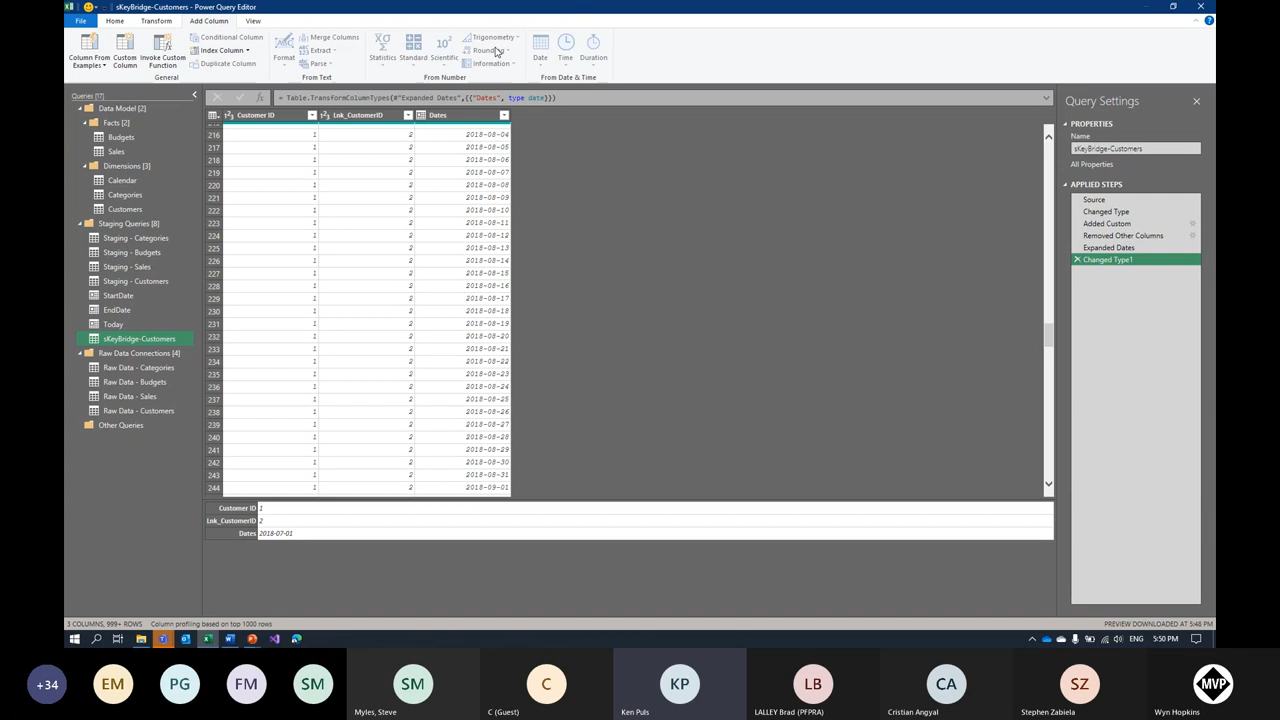 sKeyBridge-Customers - Power Query Editor
File Home Transform Add Column View
Column From Examples Custom Column Invoke Custom Function
Conditional Column
Index Column
Duplicate Column
General
Format
Merge Columns
Extract
Parse
From Text
Statistics Standard Scientific
Trigonometry
Rounding
Information
From Number
Date Time Duration
From Date & Time
Queries [17]
Data Model [2]
Facts [2]
Budgets
Sales
Dimensions [3]
Calendar
Categories
Customers
Staging Queries [8]
Staging - Categories
Staging - Budgets
Staging - Sales
Staging - Customers
StartDate
EndDate
Today
sKeyBridge-Customers
Raw Data Connections [4]
Raw Data - Categories
Raw Data - Budgets
Raw Data - Sales
Raw Data - Customers
Other Queries
= Table.TransformColumnTypes(#"Expanded Dates",{{"Dates", type date}})
Customer ID Lnk_CustomerID Dates
216 1 2 2018-08-04
217 1 2 2018-08-05
218 1 2 2018-08-06
219 1 2 2018-08-07
220 1 2 2018-08-08
221 1 2 2018-08-09
222 1 2 2018-08-10
223 1 2 2018-08-11
224 1 2 2018-08-12
225 1 2 2018-08-13
226 1 2 2018-08-14
227 1 2 2018-08-15
228 1 2 2018-08-16
229 1 2 2018-08-17
230 1 2 2018-08-18
231 1 2 2018-08-19
232 1 2 2018-08-20
233 1 2 2018-08-21
234 1 2 2018-08-22
235 1 2 2018-08-23
236 1 2 2018-08-24
237 1 2 2018-08-25
238 1 2 2018-08-26
239 1 2 2018-08-27
240 1 2 2018-08-28
241 1 2 2018-08-29
242 1 2 2018-08-30
243 1 2 2018-08-31
244 1 2 2018-09-01
Customer ID 1
Lnk_CustomerID 2
Dates 2018-07-01
Query Settings
PROPERTIES
Name
sKeyBridge-Customers
All Properties
APPLIED STEPS
Source
Changed Type
Added Custom
Removed Other Columns
Expanded Dates
Changed Type1
3 COLUMNS, 999+ ROWS Column profiling based on top 1000 rows PREVIEW DOWNLOADED AT 5:48 PM
ENG 5:50 PM
+34 EM PG FM SM SM C KP LB CA SZ MVP
Myles, Steve C (Guest) Ken Puls LALLEY Brad (PFPRA) Cristian Angyal Stephen Zabiela Wyn Hopkins